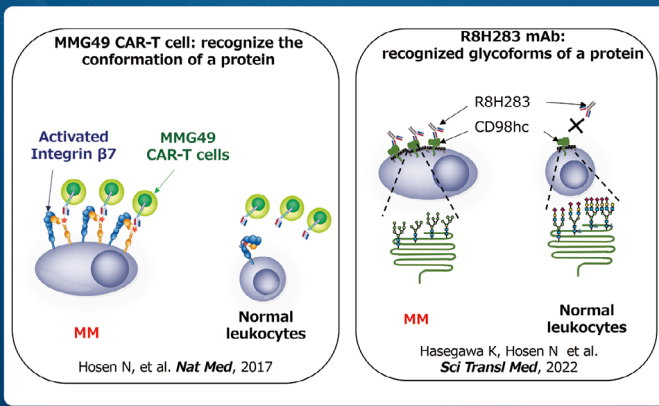 MMG49 CAR-T cell: recognize the
conformation of a protein
Activated
Integrin β7
MMG49
CAR-T cells
MM
Normal
leukocytes
Hosen N, et al. Nat Med, 2017
R8H283 mAb:
recognized glycoforms of a protein
R8H283
CD98hc
MM
Normal
leukocytes
Hasegawa K, Hosen N et al.
Sci Transl Med, 2022